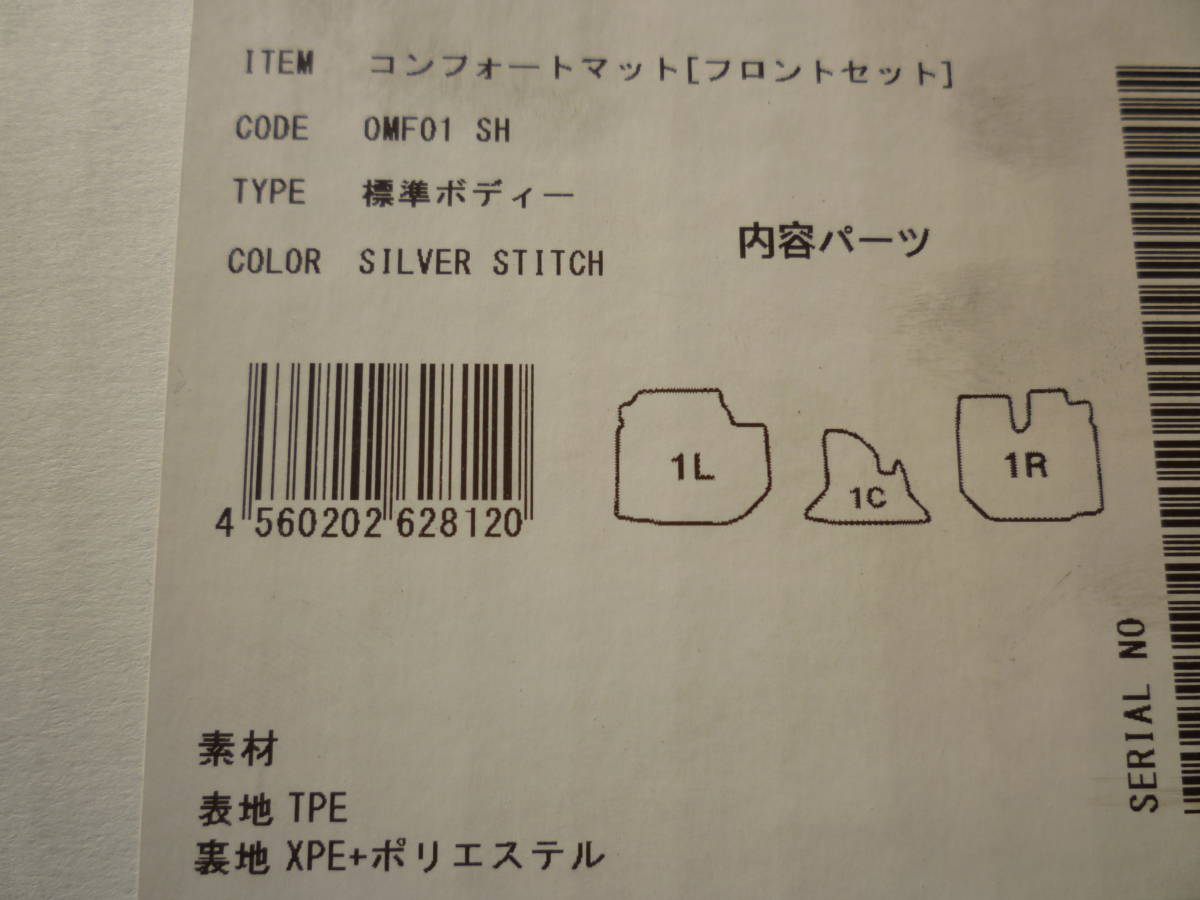 ITEM コンフォートマット[フロントセット]
CODE OMF01 SH
TYPE 標準ボディー
COLOR SILVER STITCH
内容パーツ
4 560202 628120
1L
1C
1R
SERIAL NO
素材
表地 TPE
裏地 XPE+ポリエステル